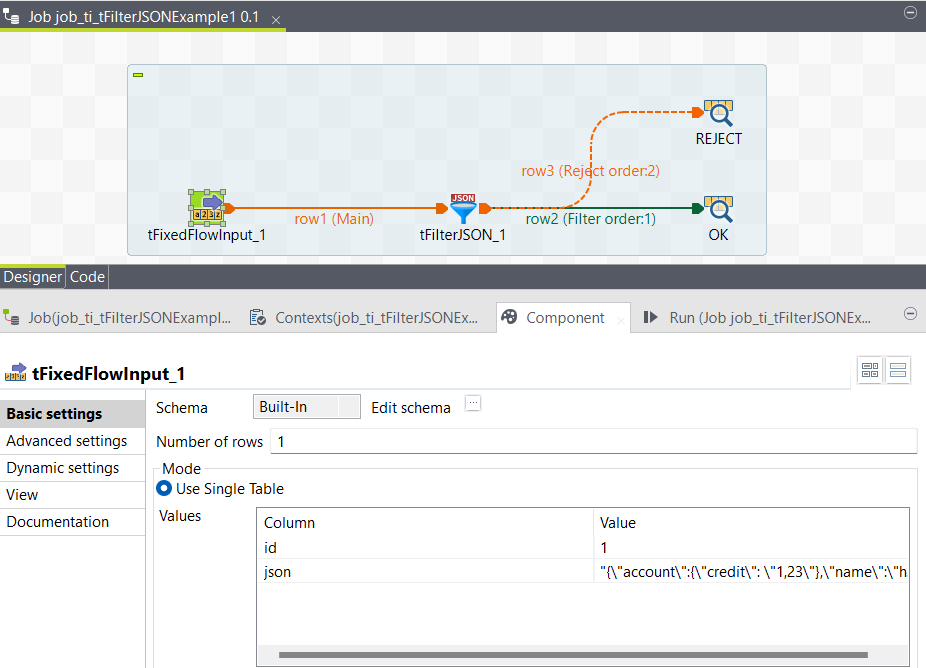 Job job_ti_tFilterJSONExample1 0.1
REJECT
row3 (Reject order:2)
JSON
row1 (Main)
row2 (Filter order:1)
tFixedFlowInput_1
tFilterJSON_1
OK
Designer
Code
Job(job_ti_tFilterJSONExampl...
Contexts(job_ti_tFilterJSONEx...
Component
Run (Job job_ti_tFilterJSONEx...
tFixedFlowInput_1
Basic settings
Advanced settings
Dynamic settings
View
Documentation
Schema
Built-In
Edit schema
...
Number of rows
1
Mode
Use Single Table
Values
Column
Value
id
1
json
"{\"account\":{\"credit\": \"1,23\"},\"name\":\"h